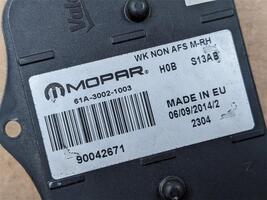 Valeo
WK NON AFS M-RH
MOPAR
H0B S13AB
61A-3002-1003
MADE IN EU
06/09/2014/2
2304
90042671